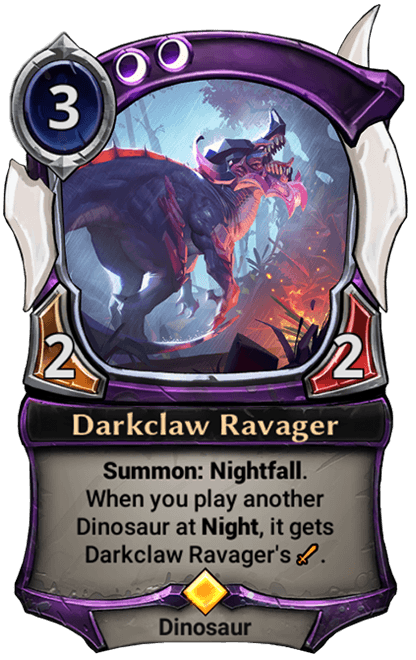 3
2
2
Darkclaw Ravager
Summon: Nightfall.
When you play another
Dinosaur at Night, it gets
Darkclaw Ravager's .
Dinosaur